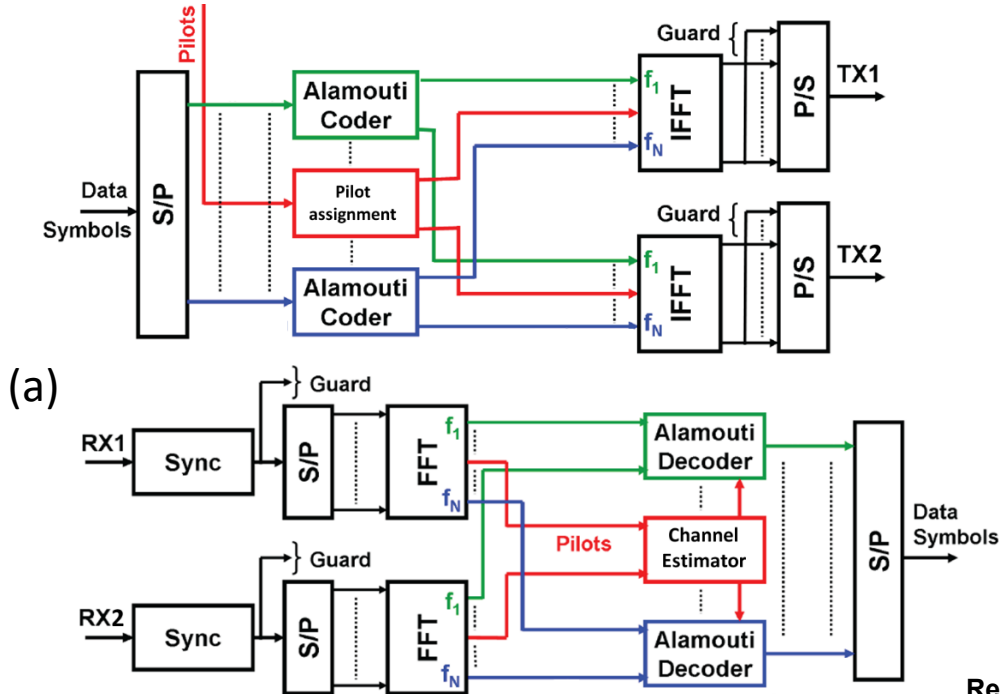 Pilots
S/P
Data
Symbols
Alamouti
Coder
Pilot
assignment
Alamouti
Coder
f1
fN
IFFT
Guard {
P/S
TX1
f1
fN
IFFT
Guard {
P/S
TX2
(a)
RX1
Sync
} Guard
S/P
FFT
f1
fN
RX2
Sync
} Guard
S/P
FFT
f1
fN
Pilots
Alamouti
Decoder
Channel
Estimator
Alamouti
Decoder
S/P
Data
Symbols
Re